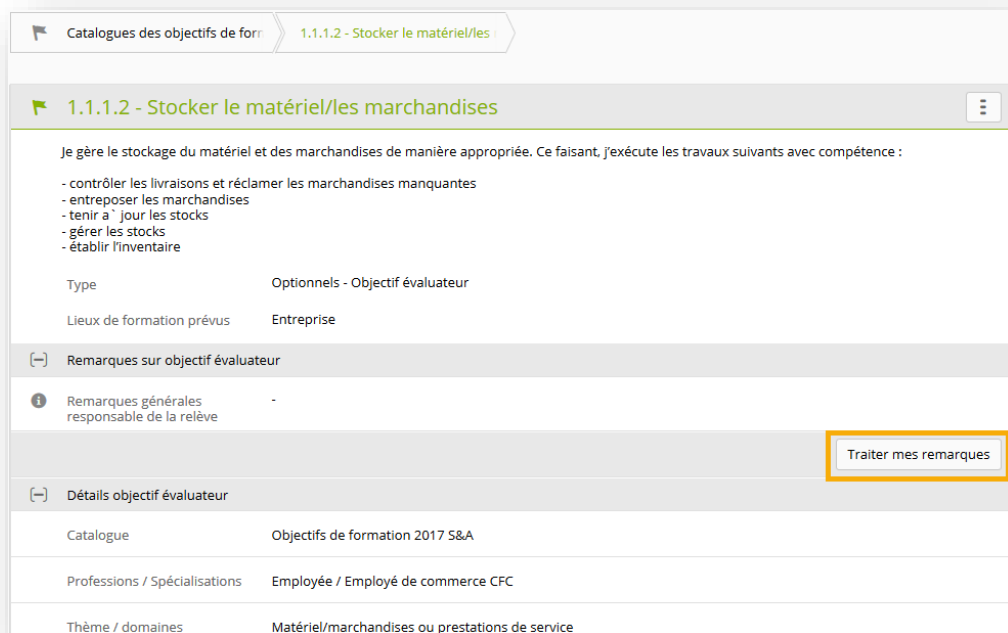 Catalogues des objectifs de for
1.1.1.2 - Stocker le matériel/les
1.1.1.2 - Stocker le matériel/les marchandises
Je gère le stockage du matériel et des marchandises de manière appropriée. Ce faisant, j'exécute les travaux suivants avec compétence :
- contrôler les livraisons et réclamer les marchandises manquantes
- entreposer les marchandises
- tenir a` jour les stocks
- gérer les stocks
- établir l'inventaire
Type Optionnels - Objectif évaluateur
Lieux de formation prévus Entreprise
Remarques sur objectif évaluateur
Remarques générales -
responsable de la relève
Traiter mes remarques
Détails objectif évaluateur
Catalogue Objectifs de formation 2017 S&A
Professions / Spécialisations Employée / Employé de commerce CFC
Thème / domaines Matériel/marchandises ou prestations de service